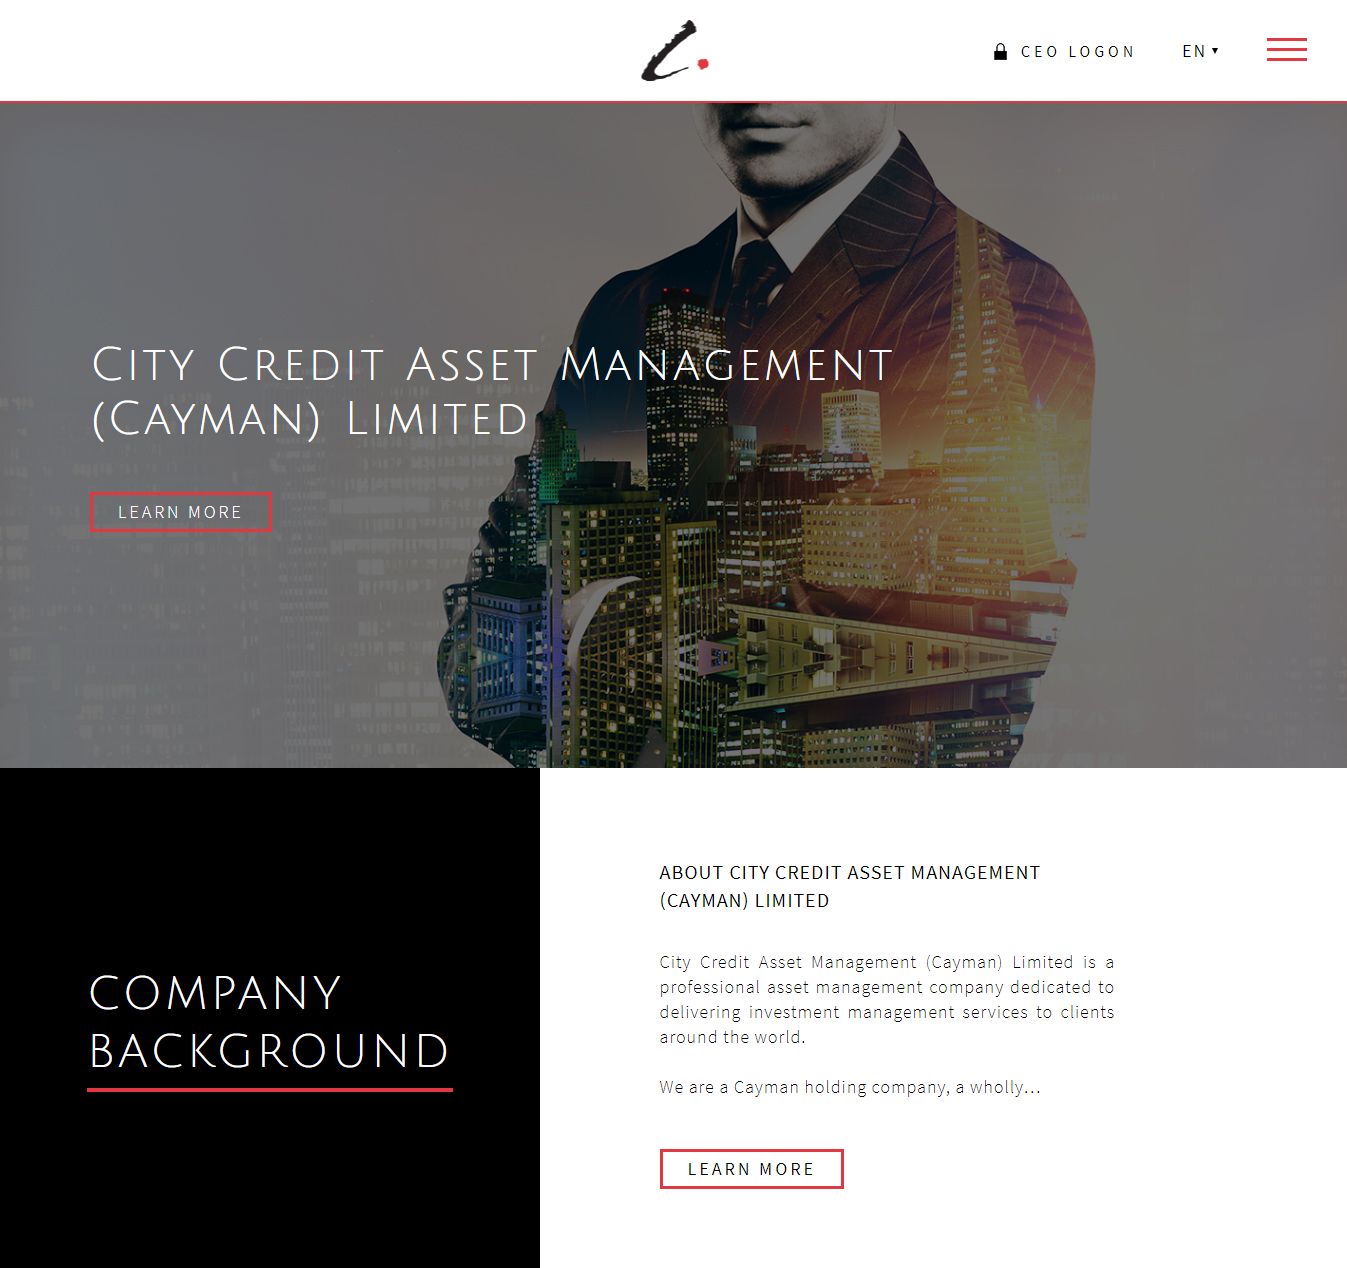 CEO LOGON
EN
City Credit Asset Management
(Cayman) Limited
LEARN MORE
COMPANY
BACKGROUND
ABOUT CITY CREDIT ASSET MANAGEMENT
(CAYMAN) LIMITED
City Credit Asset Management (Cayman) Limited is a
professional asset management company dedicated to
delivering investment management services to clients
around the world.
We are a Cayman holding company, a wholly…
LEARN MORE